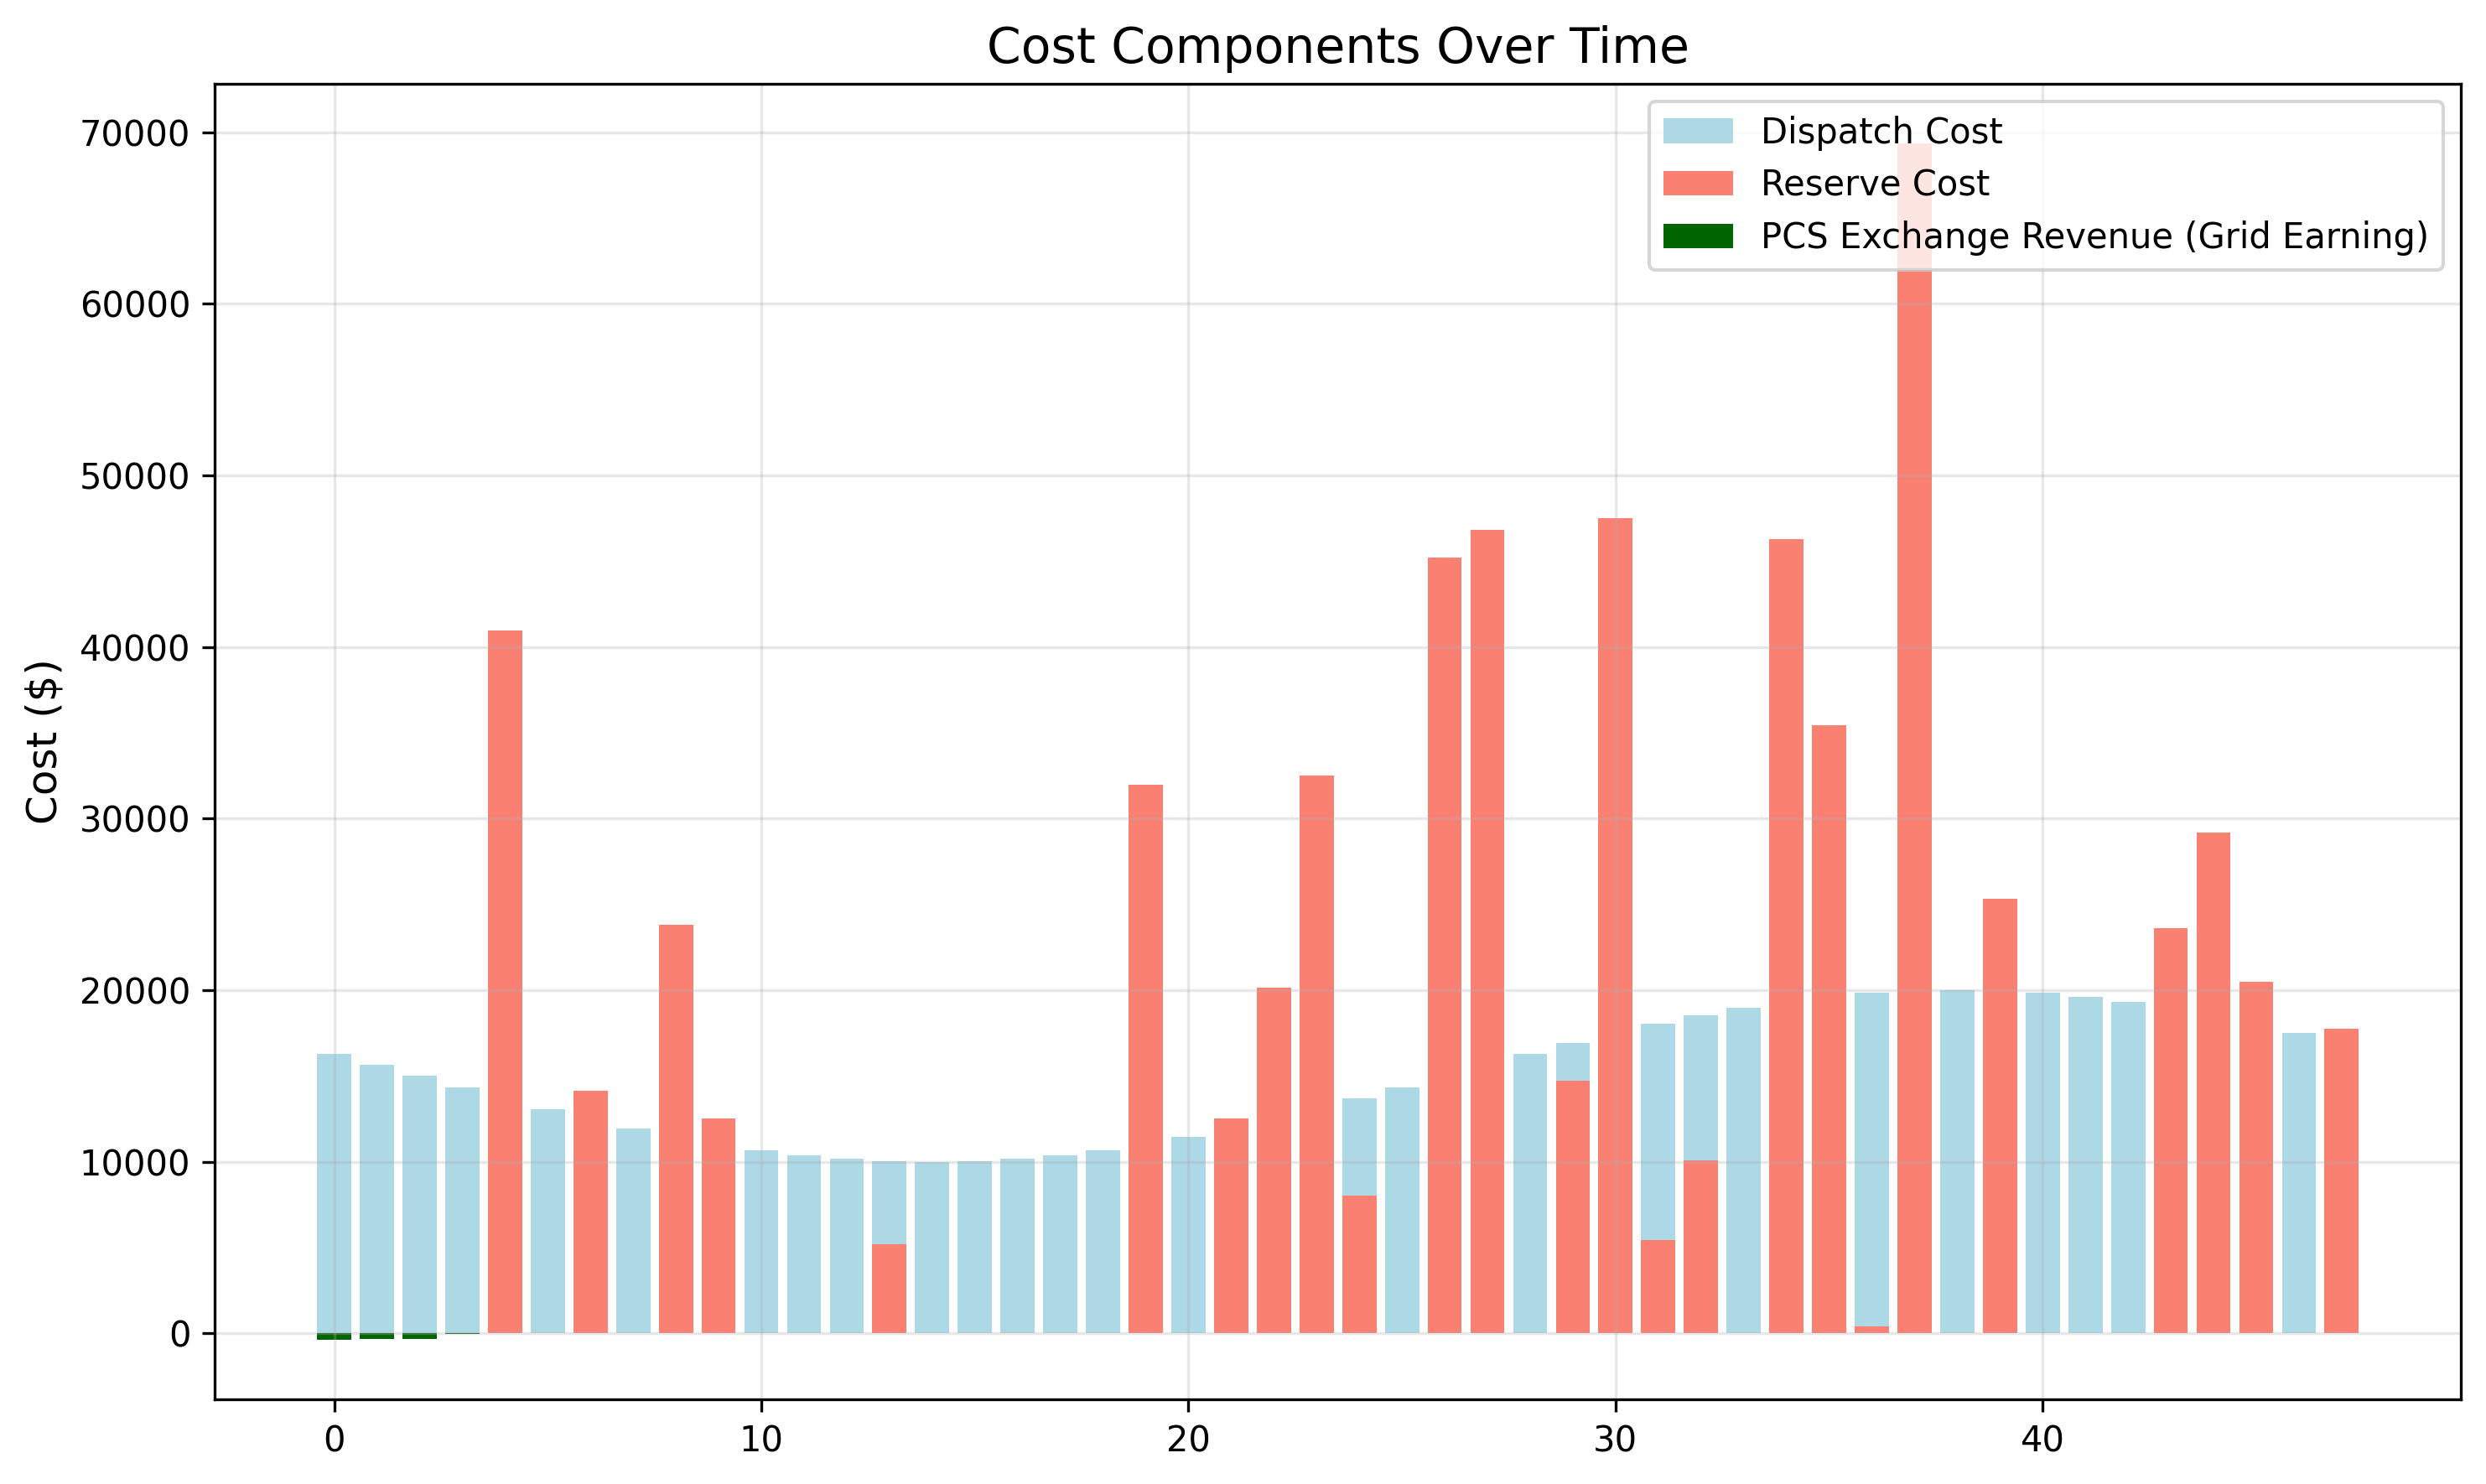 Cost Components Over Time
Dispatch Cost
Reserve Cost
PCS Exchange Revenue (Grid Earning)
Cost ($)
70000
60000
50000
40000
30000
20000
10000
0
0 10 20 30 40